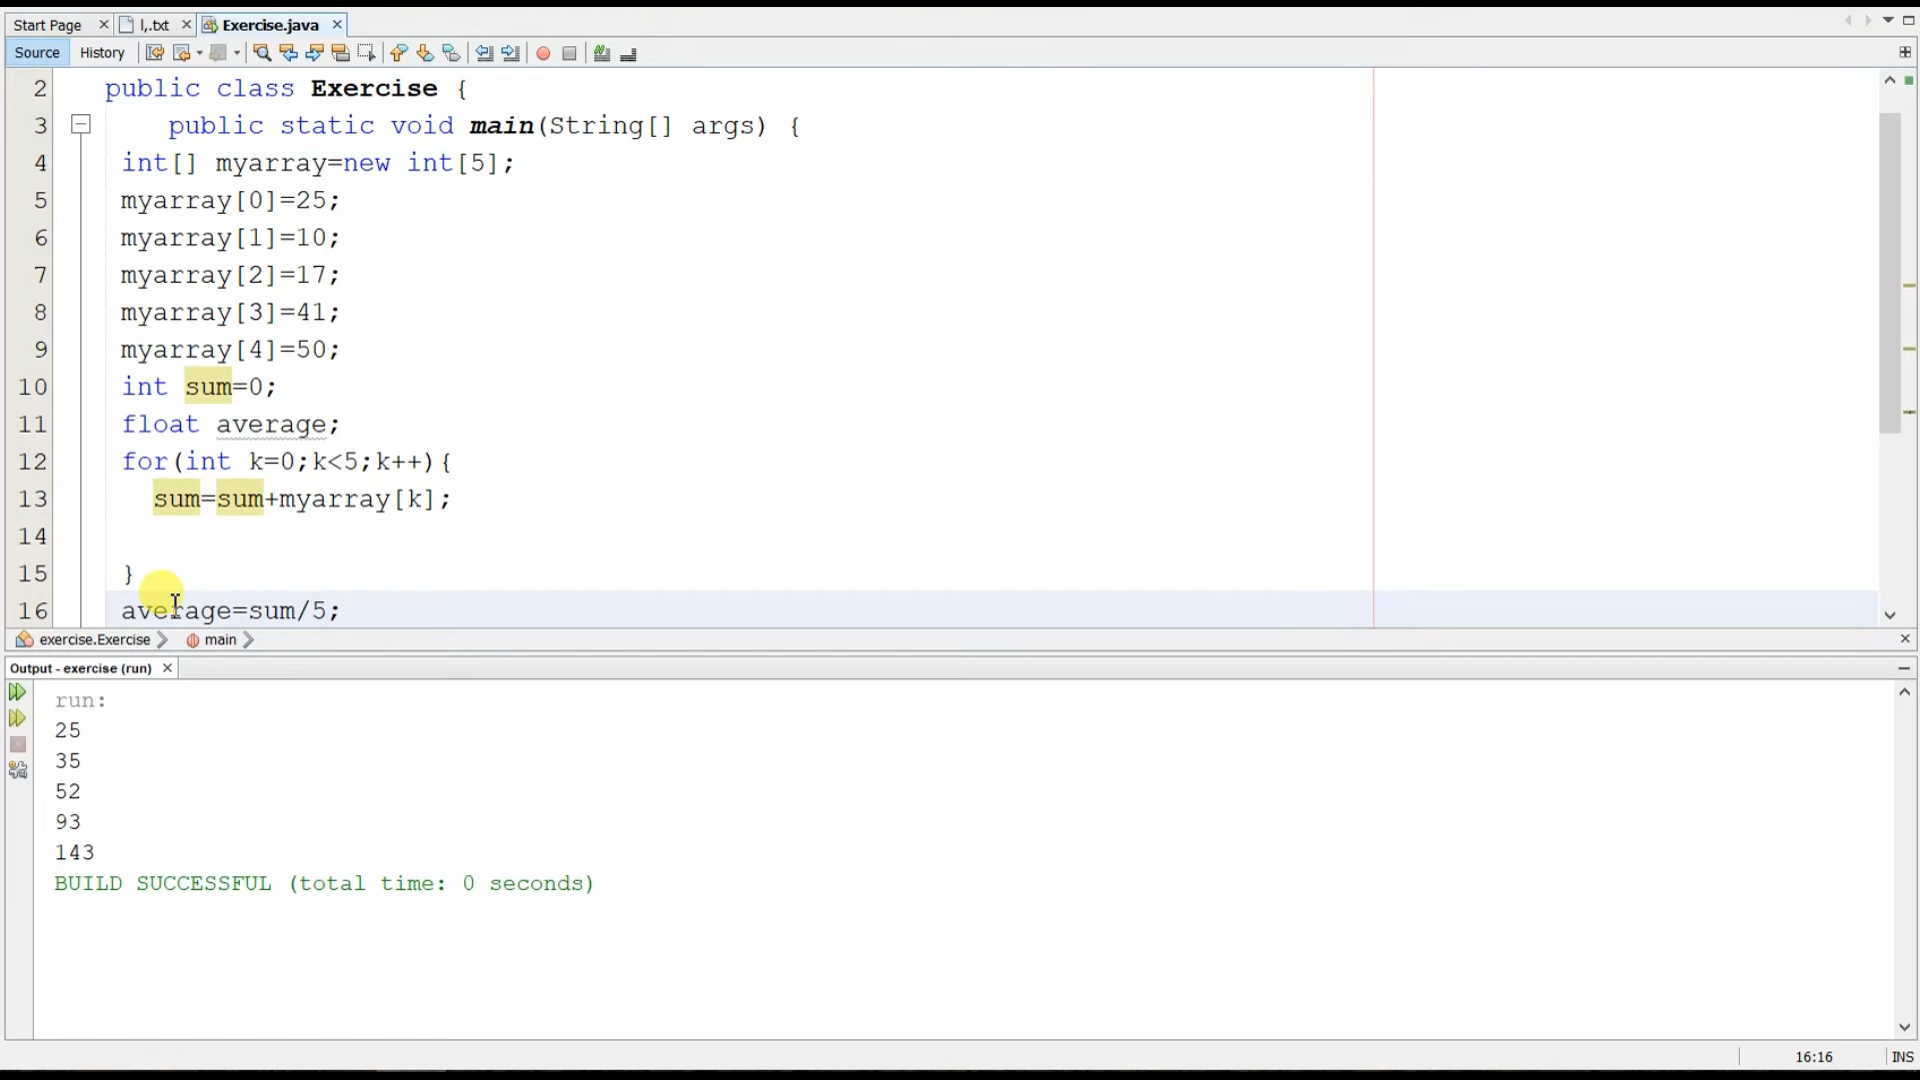 Start Page
l,.txt
Exercise.java
Source
History
2 public class Exercise {
3 public static void main(String[] args) {
4 int[] myarray=new int[5];
5 myarray[0]=25;
6 myarray[1]=10;
7 myarray[2]=17;
8 myarray[3]=41;
9 myarray[4]=50;
10 int sum=0;
11 float average;
12 for(int k=0;k<5;k++){
13 sum=sum+myarray[k];
14
15 }
16 average=sum/5;
exercise.Exercise main
Output - exercise (run)
run:
25
35
52
93
143
BUILD SUCCESSFUL (total time: 0 seconds)
16:16 INS